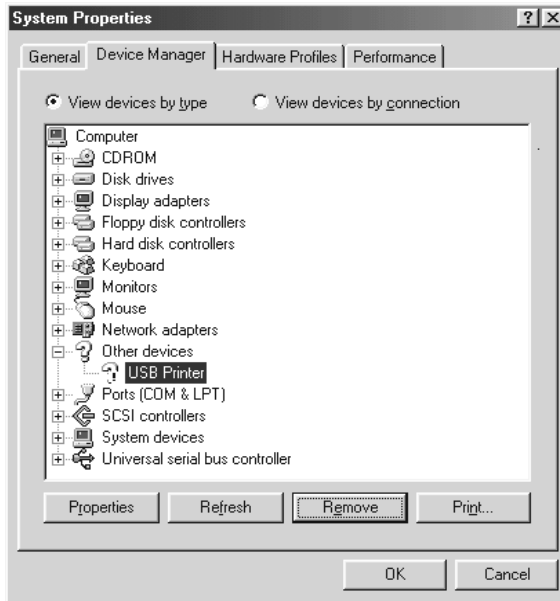 System Properties
General Device Manager Hardware Profiles Performance
View devices by type View devices by connection
Computer
CDROM
Disk drives
Display adapters
Floppy disk controllers
Hard disk controllers
Keyboard
Monitors
Mouse
Network adapters
Other devices
USB Printer
Ports (COM & LPT)
SCSI controllers
System devices
Universal serial bus controller
Properties Refresh Remove Print...
OK Cancel